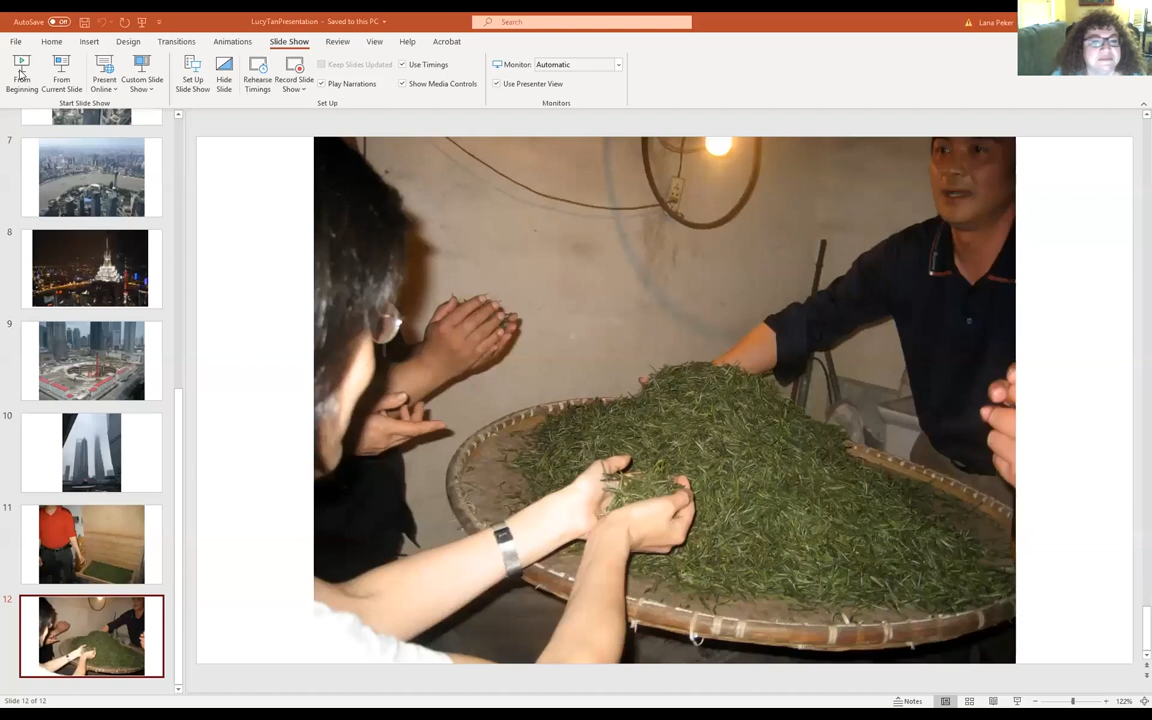 AutoSave Off LucyTanPresentation - Saved to this PC Search Lana Peker
File Home Insert Design Transitions Animations Slide Show Review View Help Acrobat
From Beginning
From Current Slide
Present Online
Custom Slide Show
Set Up Slide Show
Hide Slide
Rehearse Timings
Record Slide Show
Keep Slides Updated
Play Narrations
Use Timings
Show Media Controls
Monitor: Automatic
Use Presenter View
Start Slide Show Set Up Monitors
7
8
9
10
11
12
Slide 12 of 12 Notes 122%